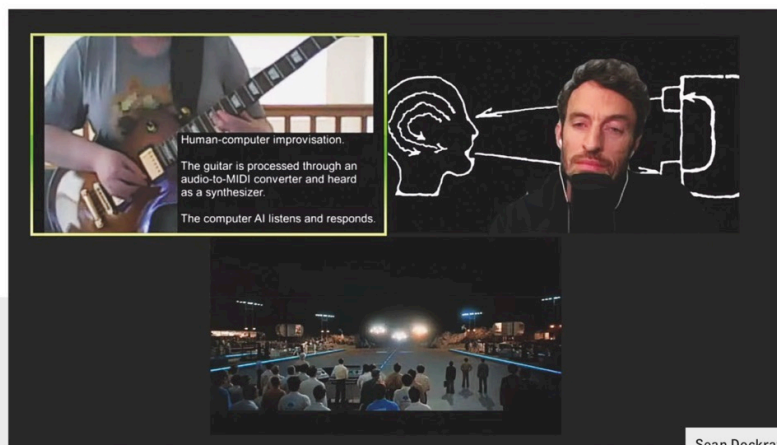 Human-computer improvisation.
The guitar is processed through an
audio-to-MIDI converter and heard
as a synthesizer.
The computer AI listens and responds.